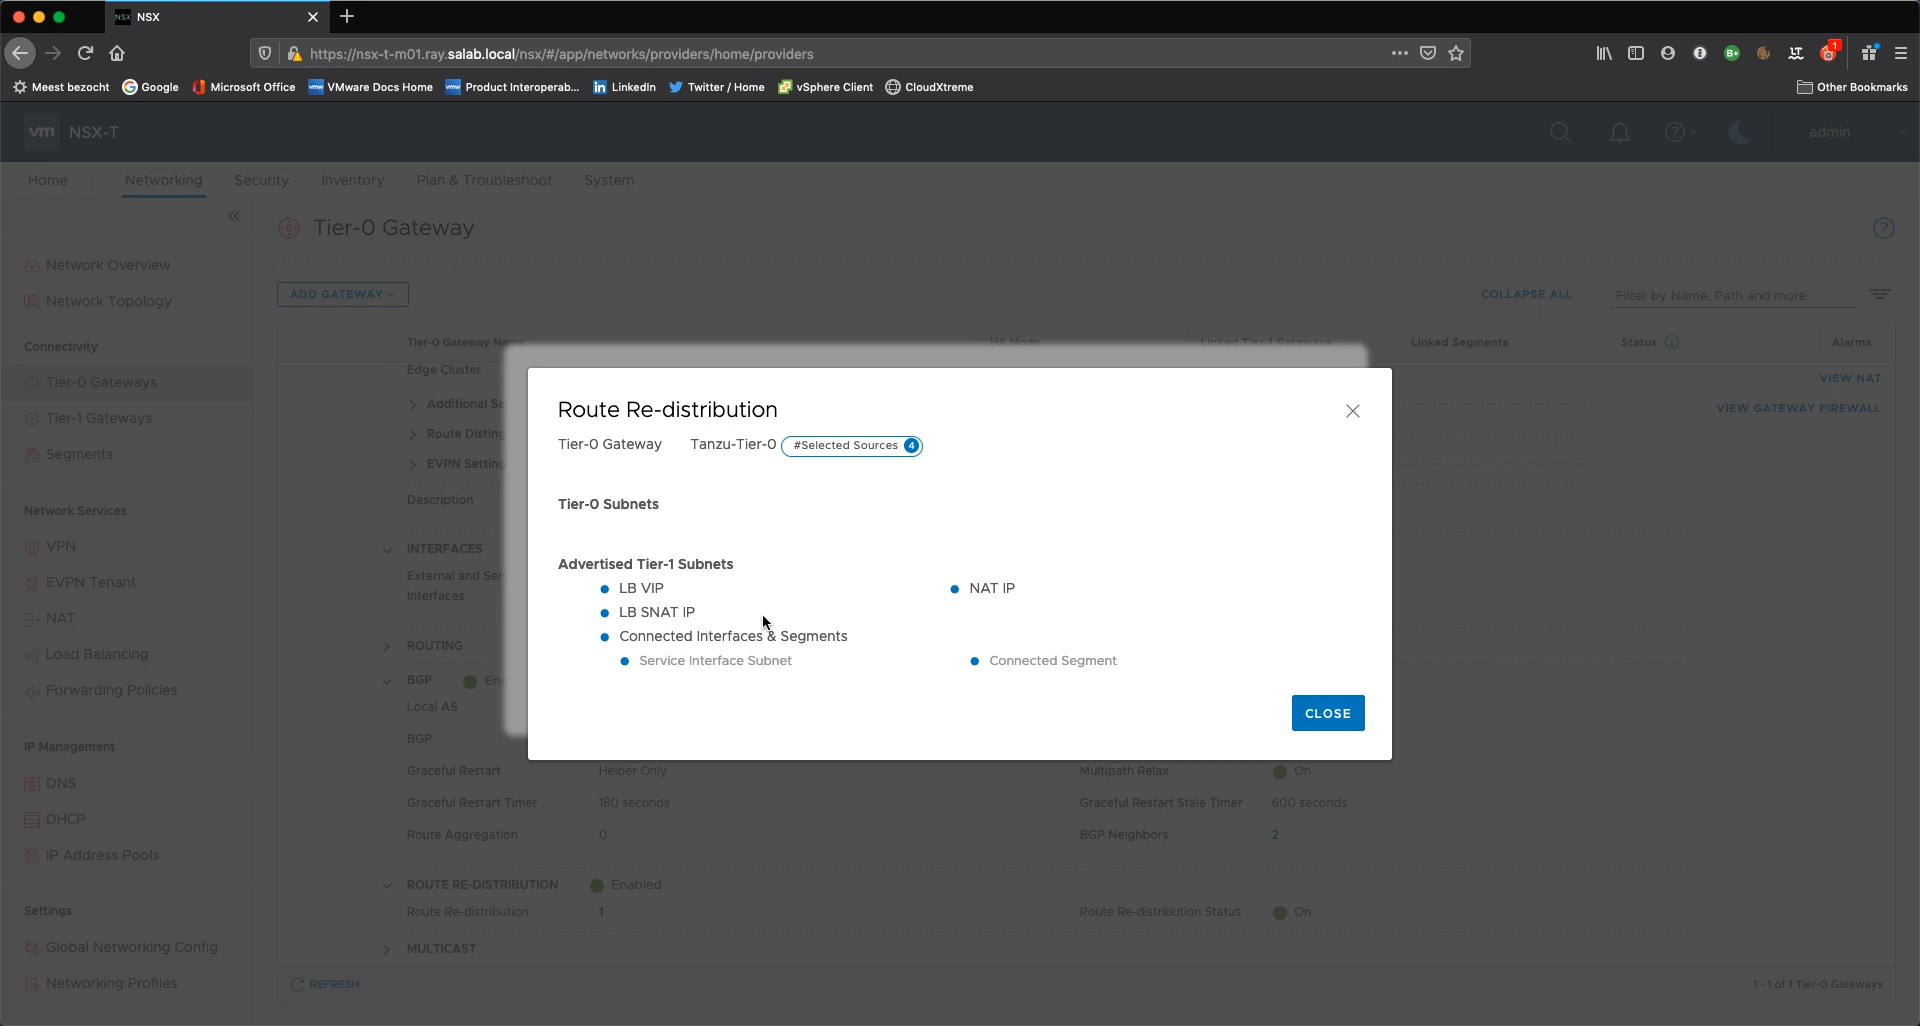 NSX
https://nsx-t-m01.ray.salab.local/nsx/#/app/networks/providers/home/providers
1
Meest bezocht Google Microsoft Office VMware Docs Home Product Interoperab... LinkedIn Twitter / Home vSphere Client CloudXtreme Other Bookmarks
vm NSX-T admin
Home Networking Security Inventory Plan & Troubleshoot System
Tier-0 Gateway
Network Overview
Network Topology
ADD GATEWAY COLLAPSE ALL Filter by Name, Path and more
Connectivity
Tier-0 Gateway Name HA Mode Linked Tier-1 Gateways Linked Segments Status Alarms
Edge Cluster
VIEW NAT
Tier-0 Gateways
Additional Se
VIEW GATEWAY FIREWALL
Tier-1 Gateways
Route Disting
Segments
EVPN Setting
Description
Network Services
VPN
INTERFACES
External and Ser
Interfaces
EVPN Tenant
NAT
ROUTING
Load Balancing
BGP Ena
Forwarding Policies
Local AS
BGP
Route Re-distribution
Tier-0 Gateway Tanzu-Tier-0 #Selected Sources 4
Tier-0 Subnets
Advertised Tier-1 Subnets
LB VIP NAT IP
LB SNAT IP
Connected Interfaces & Segments
Service Interface Subnet Connected Segment
CLOSE
IP Management
Graceful Restart Helper Only Multipath Relax On
DNS
Graceful Restart Timer 180 seconds Graceful Restart Stale Timer 600 seconds
DHCP
Route Aggregation 0 BGP Neighbors 2
IP Address Pools
ROUTE RE-DISTRIBUTION Enabled
Settings
Route Re-distribution 1 Route Re-distribution Status On
Global Networking Config
MULTICAST
Networking Profiles
REFRESH 1 - 1 of 1 Tier-0 Gateways